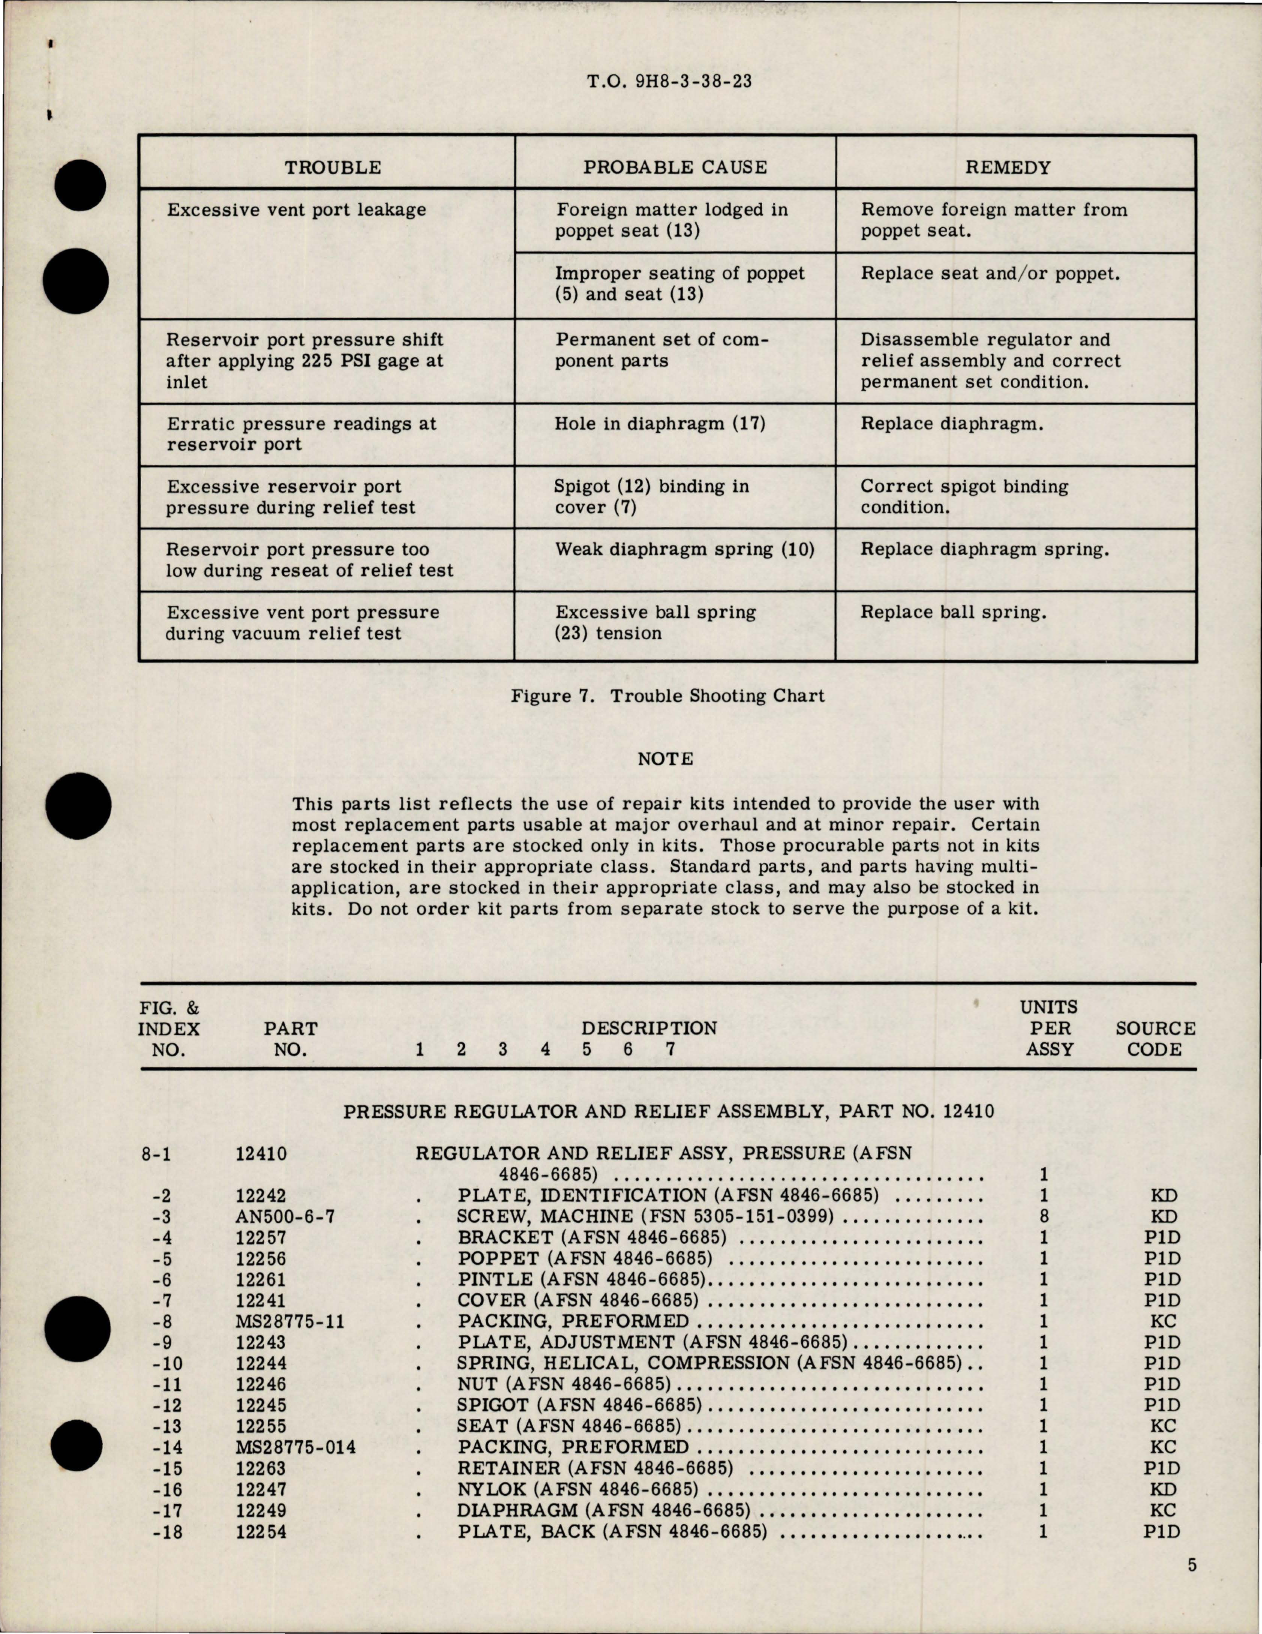 T.O. 9H8-3-38-23
TROUBLE PROBABLE CAUSE REMEDY
Excessive vent port leakage
Foreign matter lodged in
poppet seat (13)
Remove foreign matter from
poppet seat.
Improper seating of poppet
(5) and seat (13)
Replace seat and/or poppet.
Reservoir port pressure shift
after applying 225 PSI gage at
inlet
Permanent set of com-
ponent parts
Disassemble regulator and
relief assembly and correct
permanent set condition.
Erratic pressure readings at
reservoir port
Hole in diaphragm (17)
Replace diaphragm.
Excessive reservoir port
pressure during relief test
Spigot (12) binding in
cover (7)
Correct spigot binding
condition.
Reservoir port pressure too
low during reseat of relief test
Weak diaphragm spring (10)
Replace diaphragm spring.
Excessive vent port pressure
during vacuum relief test
Excessive ball spring
(23) tension
Replace ball spring.
Figure 7. Trouble Shooting Chart
NOTE
This parts list reflects the use of repair kits intended to provide the user with
most replacement parts usable at major overhaul and at minor repair. Certain
replacement parts are stocked only in kits. Those procurable parts not in kits
are stocked in their appropriate class. Standard parts, and parts having multi-
application, are stocked in their appropriate class, and may also be stocked in
kits. Do not order kit parts from separate stock to serve the purpose of a kit.
FIG. & UNITS
INDEX PART DESCRIPTION PER SOURCE
NO. NO. 1 2 3 4 5 6 7 ASSY CODE
PRESSURE REGULATOR AND RELIEF ASSEMBLY, PART NO. 12410
8-1 12410 REGULATOR AND RELIEF ASSY, PRESSURE (AFSN
4846-6685) .................................... 1
-2 12242 . PLATE, IDENTIFICATION (AFSN 4846-6685) ......... 1 KD
-3 AN500-6-7 . SCREW, MACHINE (FSN 5305-151-0399) .............. 8 KD
-4 12257 . BRACKET (AFSN 4846-6685) ........................ 1 P1D
-5 12256 . POPPET (AFSN 4846-6685) ......................... 1 P1D
-6 12261 . PINTLE (AFSN 4846-6685)........................... 1 P1D
-7 12241 . COVER (AFSN 4846-6685) ........................... 1 P1D
-8 MS28775-11 . PACKING, PREFORMED ............................ 1 KC
-9 12243 . PLATE, ADJUSTMENT (AFSN 4846-6685)............. 1 P1D
-10 12244 . SPRING, HELICAL, COMPRESSION (AFSN 4846-6685).. 1 P1D
-11 12246 . NUT (AFSN 4846-6685).............................. 1 P1D
-12 12245 . SPIGOT (AFSN 4846-6685)........................... 1 P1D
-13 12255 . SEAT (AFSN 4846-6685)............................. 1 KC
-14 MS28775-014 . PACKING, PREFORMED ............................ 1 KC
-15 12263 . RETAINER (AFSN 4846-6685) ....................... 1 P1D
-16 12247 . NYLOK (AFSN 4846-6685) ........................... 1 KD
-17 12249 . DIAPHRAGM (AFSN 4846-6685) ...................... 1 KC
-18 12254 . PLATE, BACK (AFSN 4846-6685) .................... 1 P1D
5